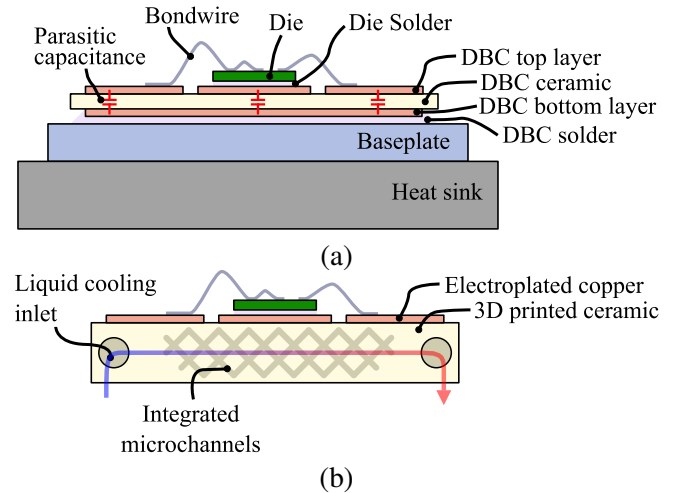 Bondwire
Die
Die Solder
Parasitic
capacitance
DBC top layer
DBC ceramic
DBC bottom layer
DBC solder
Baseplate
Heat sink
(a)
Liquid cooling
inlet
Electroplated copper
3D printed ceramic
Integrated
microchannels
(b)